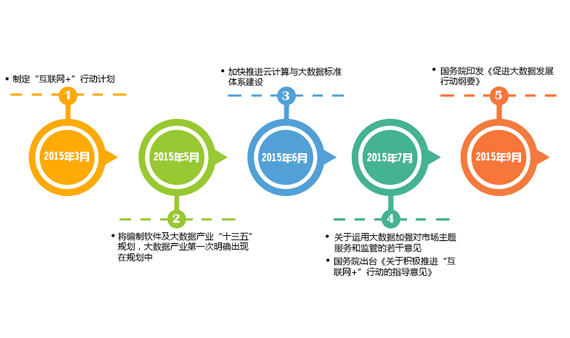 • 制定“互联网+”行动计划
1
2015年3月
2015年5月
2
• 将编制软件及大数据产业“十三五”
规划，大数据产业第一次明确出现
在规划中
• 加快推进云计算与大数据标准
体系建设
3
2015年6月
2015年7月
4
• 关于运用大数据加强对市场主题
服务和监管的若干意见
• 国务院出台《关于积极推进“互
联网+”行动的指导意见》
• 国务院印发《促进大数据发展
行动纲要》
5
2015年9月